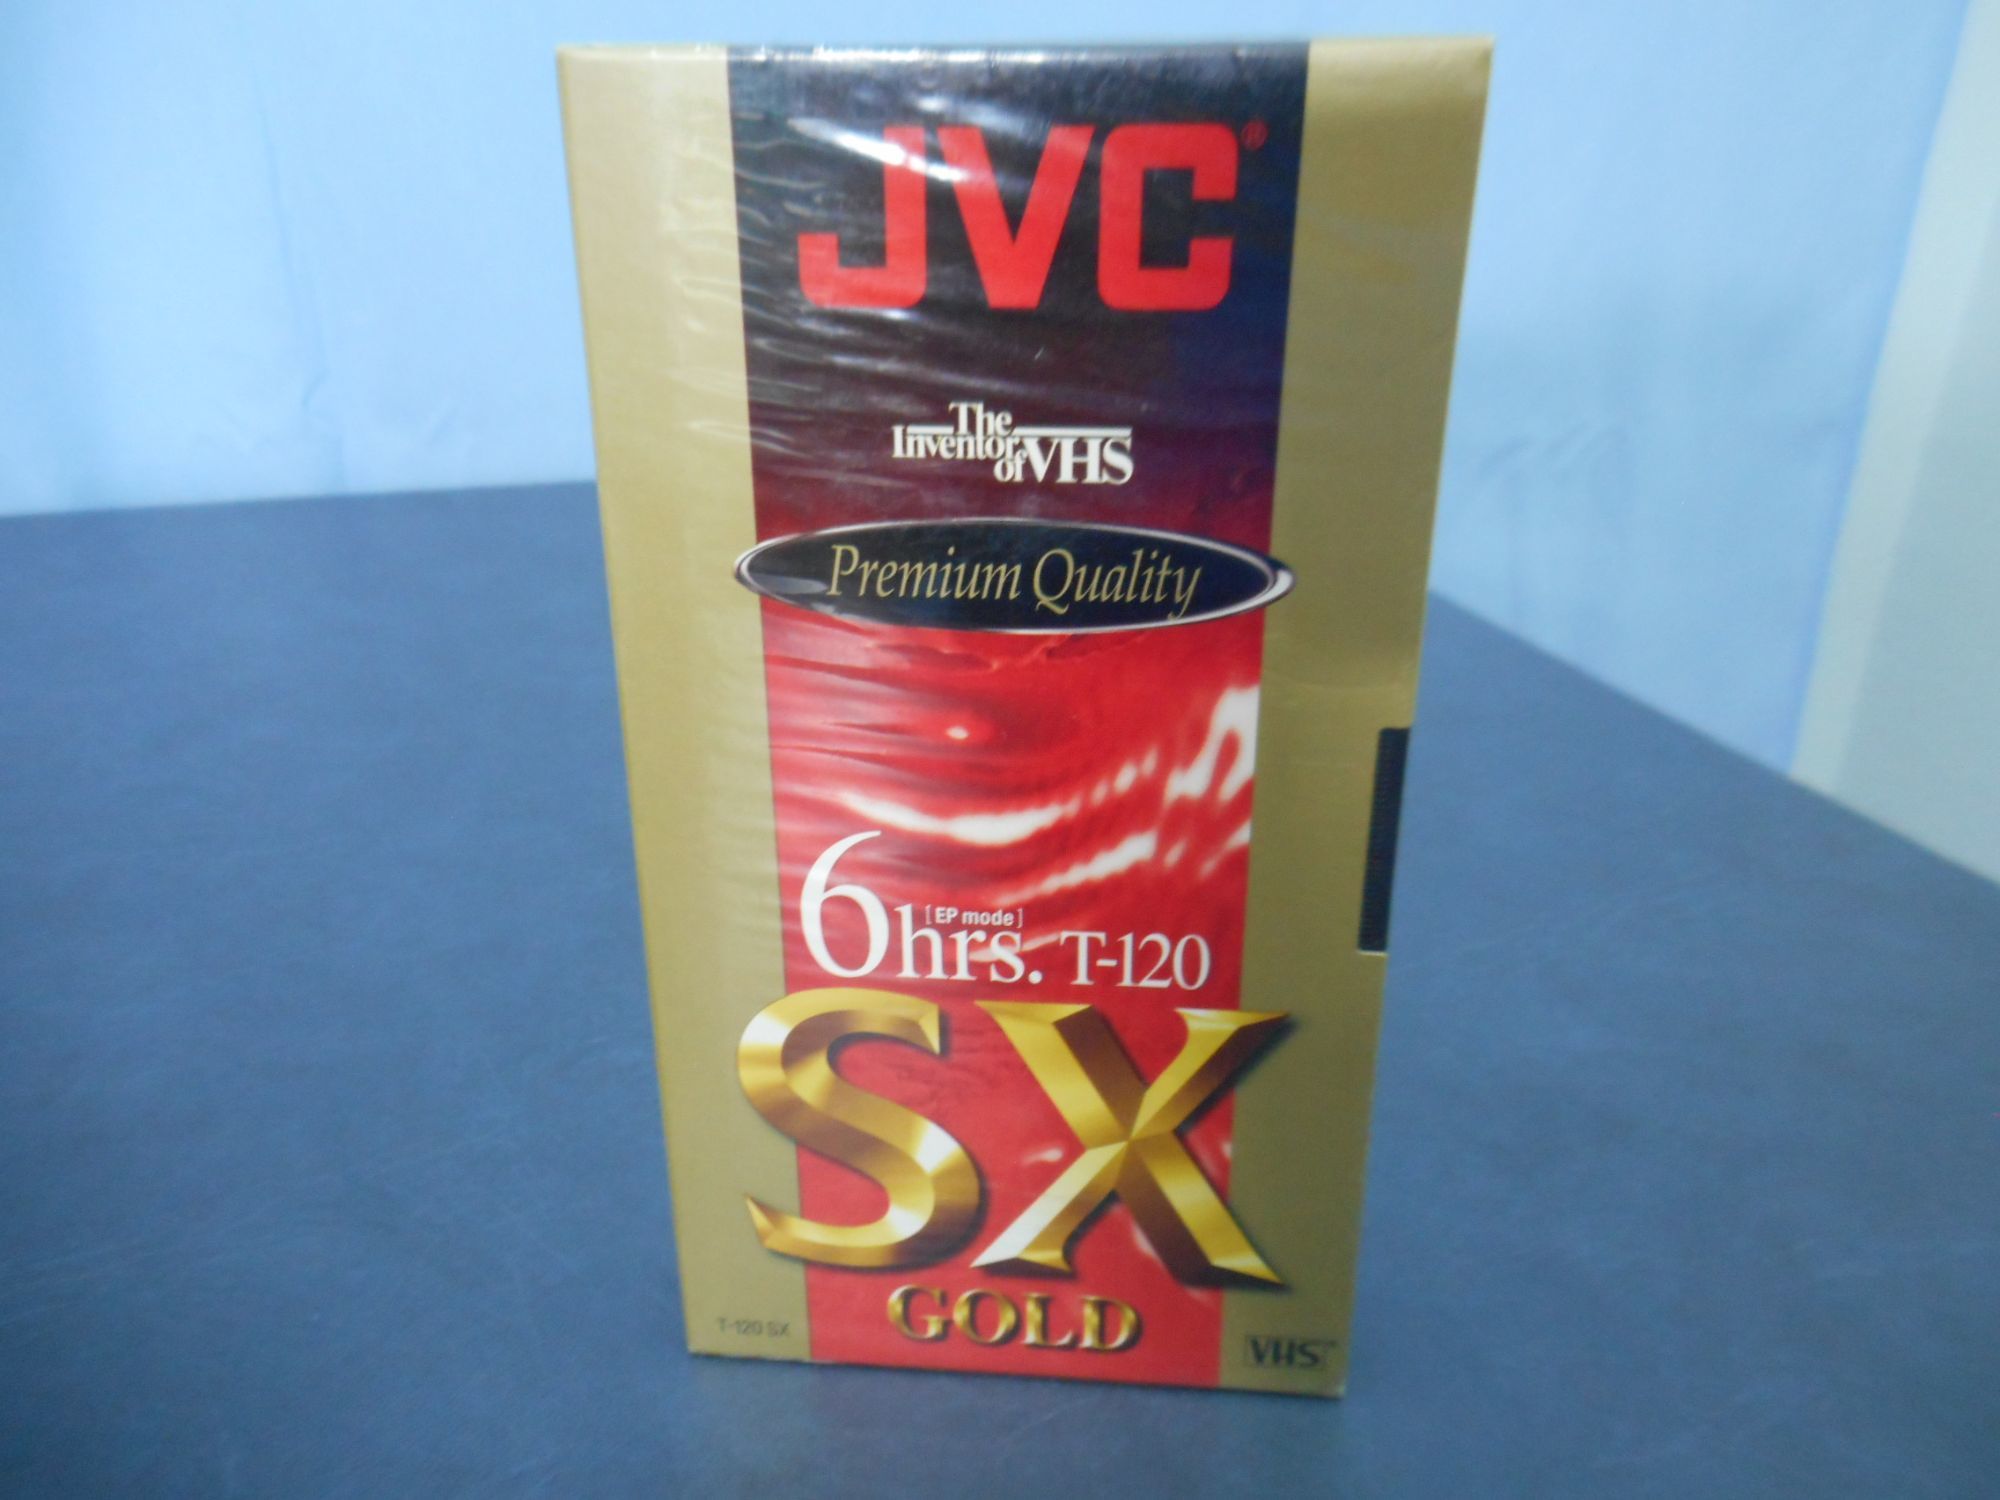 JVC®
The
Inventor
of VHS
Premium Quality
6 hrs. [EP mode] T-120
SX
GOLD
T-120 SX
VHS